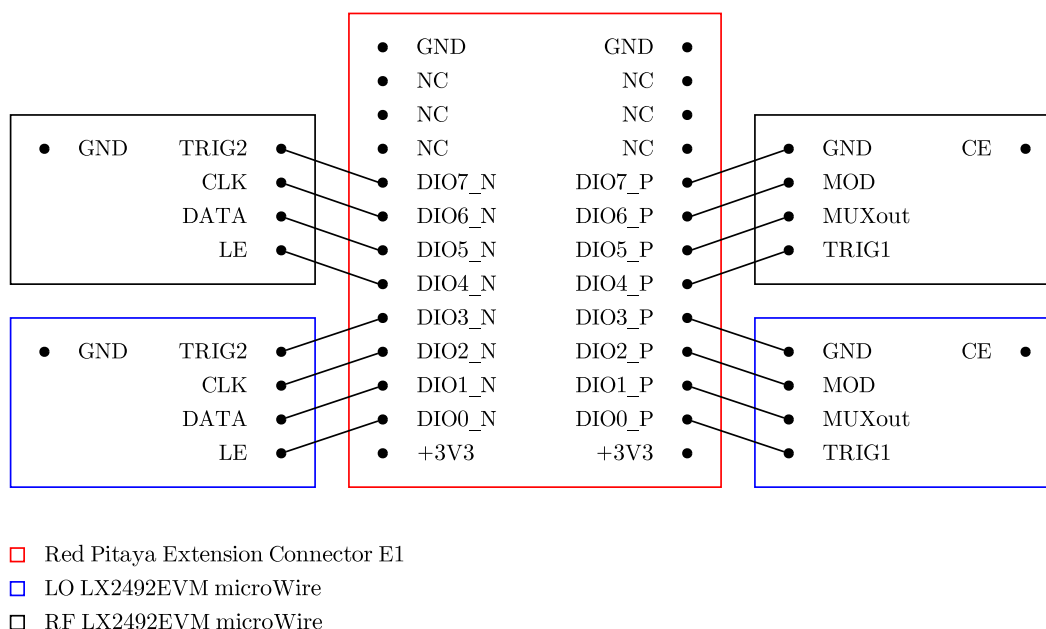 GND GND
NC NC
NC NC
GND TRIG2 NC NC GND CE
CLK DIO7_N DIO7_P MOD
DATA DIO6_N DIO6_P MUXout
LE DIO5_N DIO5_P TRIG1
DIO4_N DIO4_P
DIO3_N DIO3_P
GND TRIG2 DIO2_N DIO2_P GND CE
CLK DIO1_N DIO1_P MOD
DATA DIO0_N DIO0_P MUXout
LE +3V3 +3V3 TRIG1
Red Pitaya Extension Connector E1
LO LX2492EVM microWire
RF LX2492EVM microWire